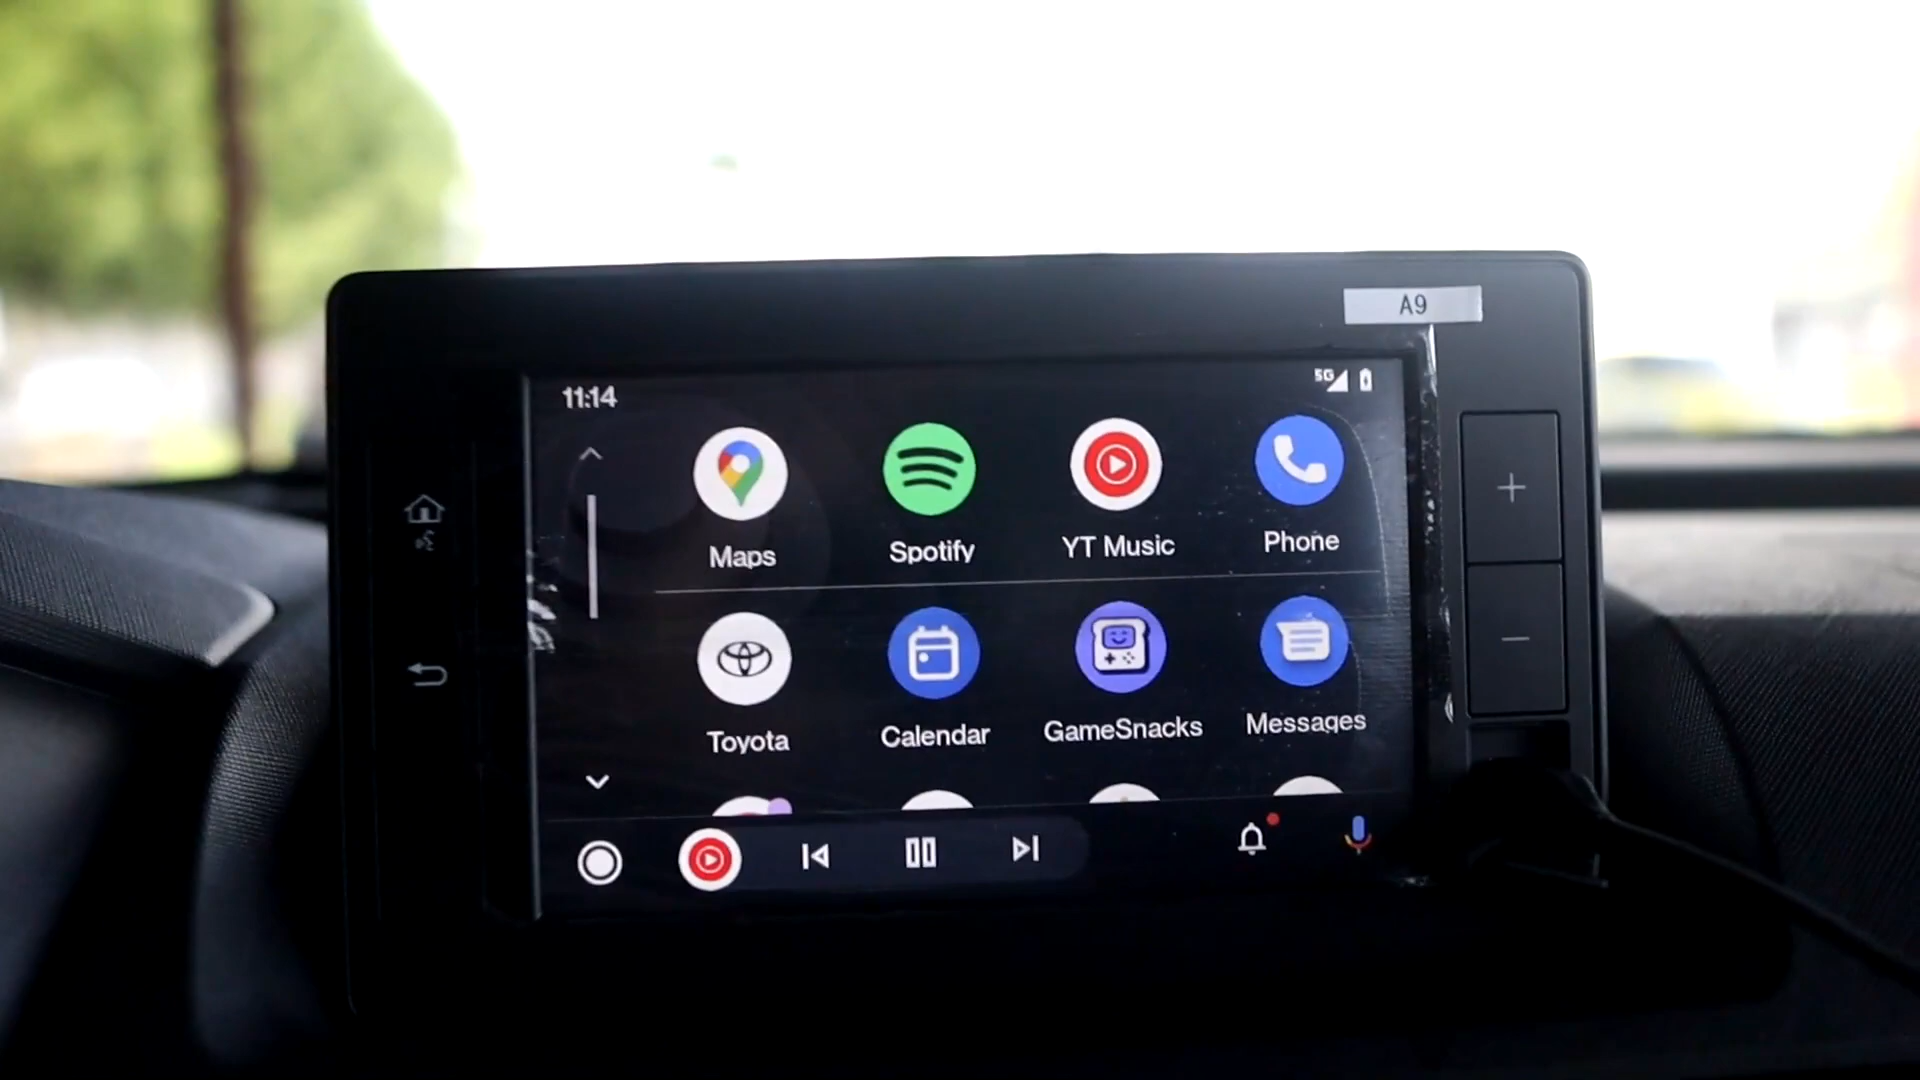 A9
11:14
5G
Maps
Spotify
YT Music
Phone
Toyota
Calendar
GameSnacks
Messages